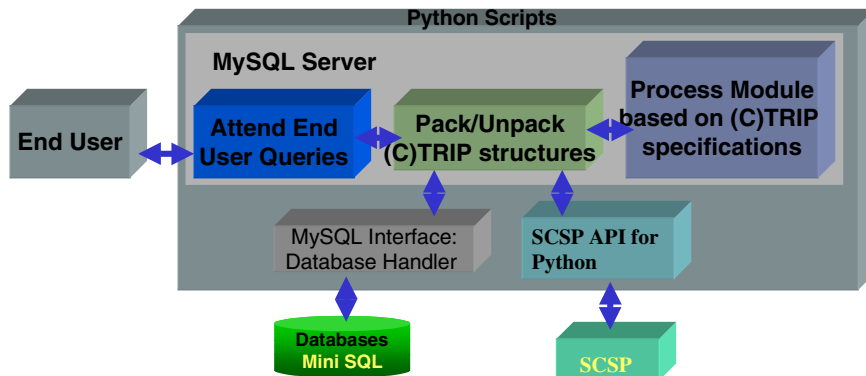 Python Scripts
MySQL Server
End User
Attend End
User Queries
Pack/Unpack
(C)TRIP structures
Process Module
based on (C)TRIP
specifications
MySQL Interface:
Database Handler
SCSP API for
Python
Databases
Mini SQL
SCSP